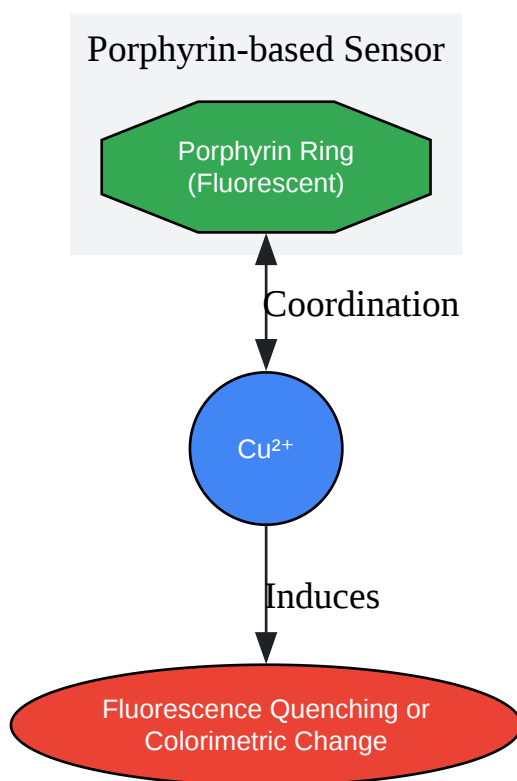 Porphyrin-based Sensor
Porphyrin Ring
(Fluorescent)
Coordination
Cu²⁺
Induces
Fluorescence Quenching or
Colorimetric Change